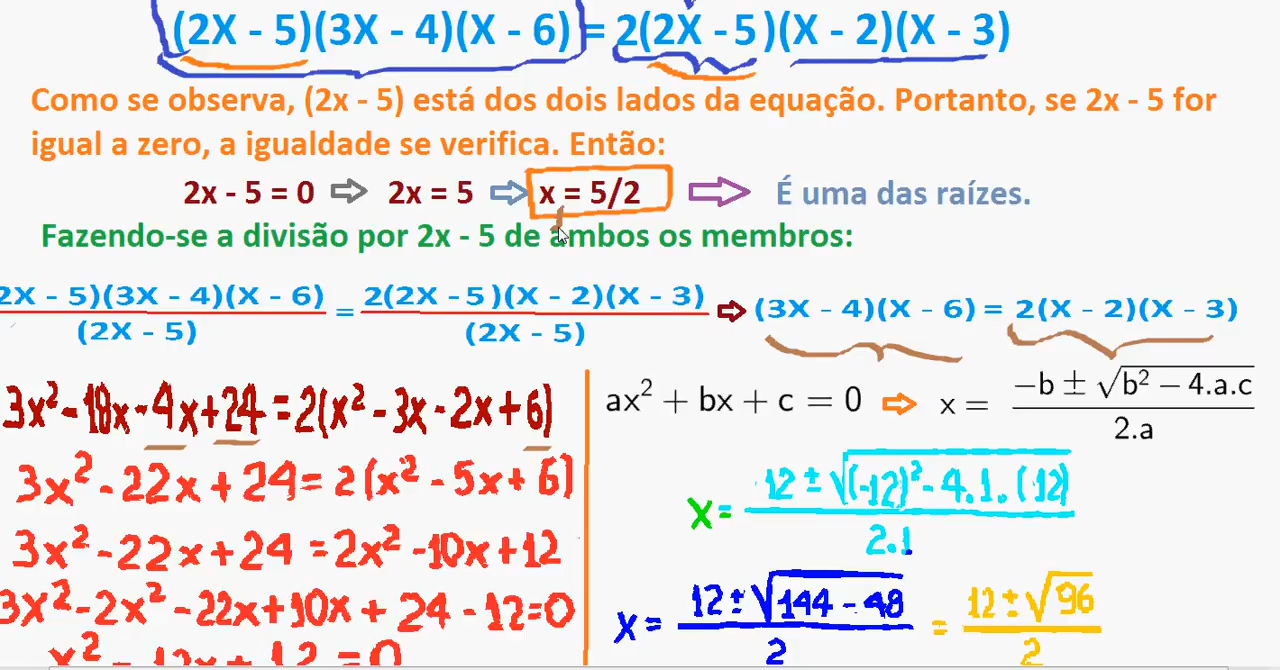 (2X - 5)(3X - 4)(X - 6) = 2(2X - 5)(X - 2)(X - 3)
Como se observa, (2x - 5) está dos dois lados da equação. Portanto, se 2x - 5 for
igual a zero, a igualdade se verifica. Então:
2x - 5 = 0 ⇨ 2x = 5 ⇨ x = 5/2 ⇨ É uma das raízes.
Fazendo-se a divisão por 2x - 5 de ambos os membros:
2X - 5)(3X - 4)(X - 6) / (2X - 5) = 2(2X - 5)(X - 2)(X - 3) / (2X - 5) ⇨ (3X - 4)(X - 6) = 2(X - 2)(X - 3)
3x² - 18x - 4x + 24 = 2(x² - 3x - 2x + 6)
3x² - 22x + 24 = 2(x² - 5x + 6)
3x² - 22x + 24 = 2x² - 10x + 12
3x² - 2x² - 22x + 10x + 24 - 12 = 0
x² - 12x + 12 = 0
ax² + bx + c = 0 ⇨ x = (-b ± √(b² - 4.a.c)) / 2.a
x = (12 ± √((-12)² - 4.1.(12))) / 2.1
x = (12 ± √(144 - 48)) / 2 = (12 ± √96) / 2